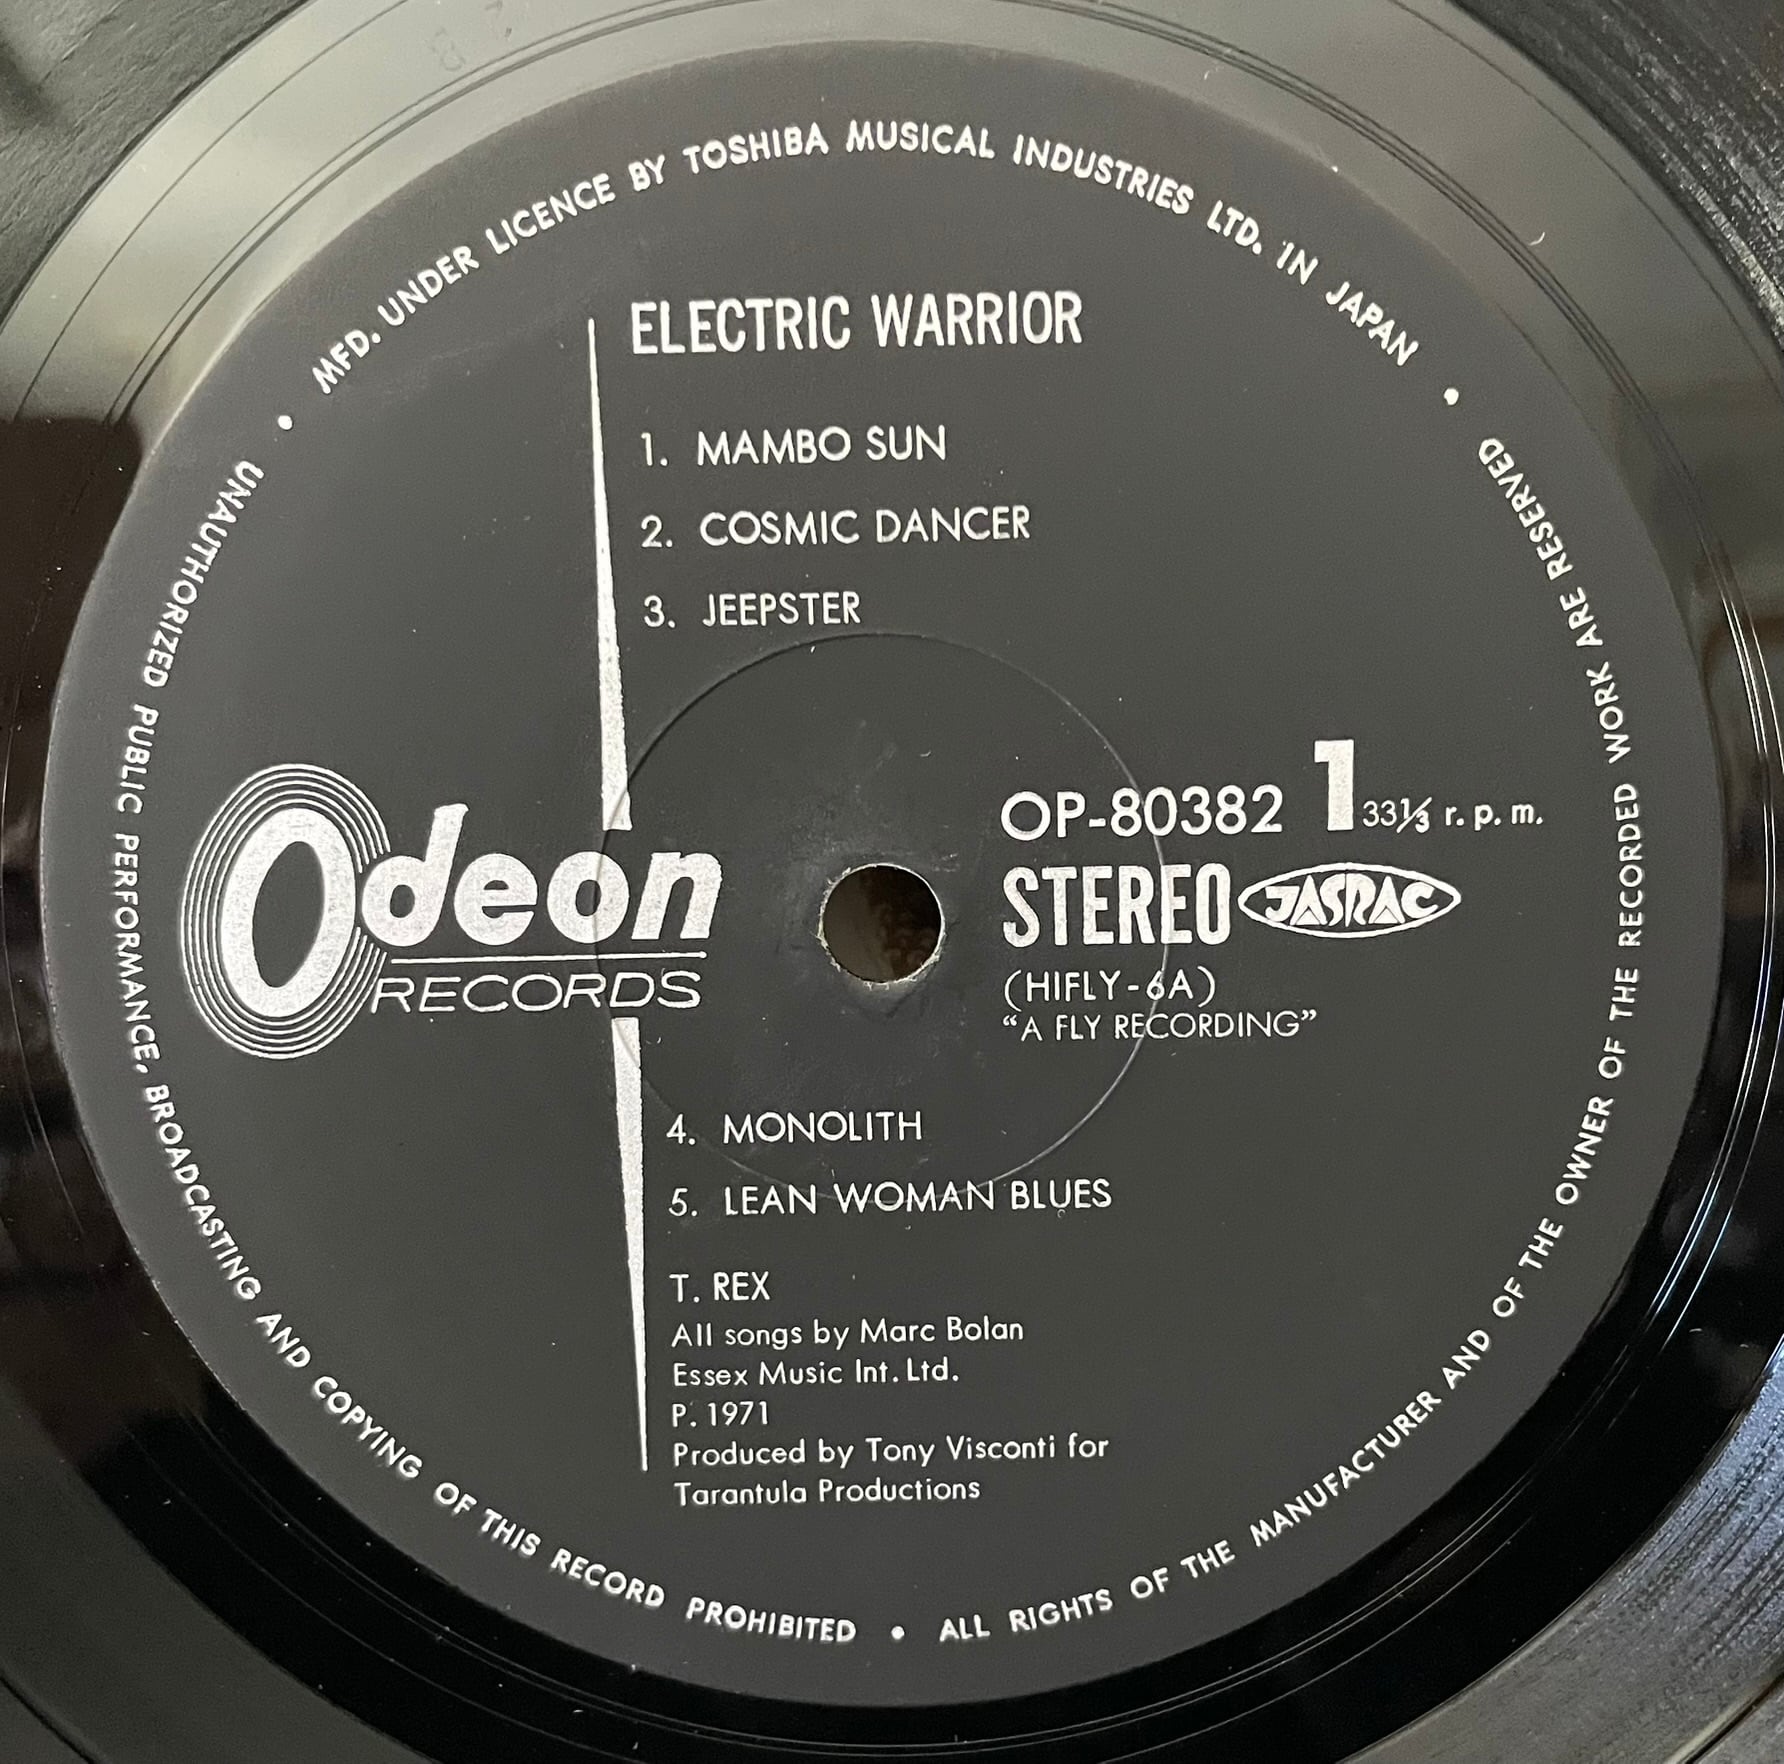 MFD. UNDER LICENCE BY TOSHIBA MUSICAL INDUSTRIES LTD. IN JAPAN
ELECTRIC WARRIOR
1. MAMBO SUN
2. COSMIC DANCER
3. JEEPSTER
Odeon
RECORDS
OP-80382 1 33⅓ r. p. m.
STEREO JASRAC
(HIFLY-6A)
“A FLY RECORDING”
4. MONOLITH
5. LEAN WOMAN BLUES
T. REX
All songs by Marc Bolan
Essex Music Int. Ltd.
P. 1971
Produced by Tony Visconti for
Tarantula Productions
UNAUTHORIZED PUBLIC PERFORMANCE, BROADCASTING AND COPYING OF THIS RECORD PROHIBITED • ALL RIGHTS OF THE MANUFACTURER AND OF THE OWNER OF THE RECORDED WORK ARE RESERVED